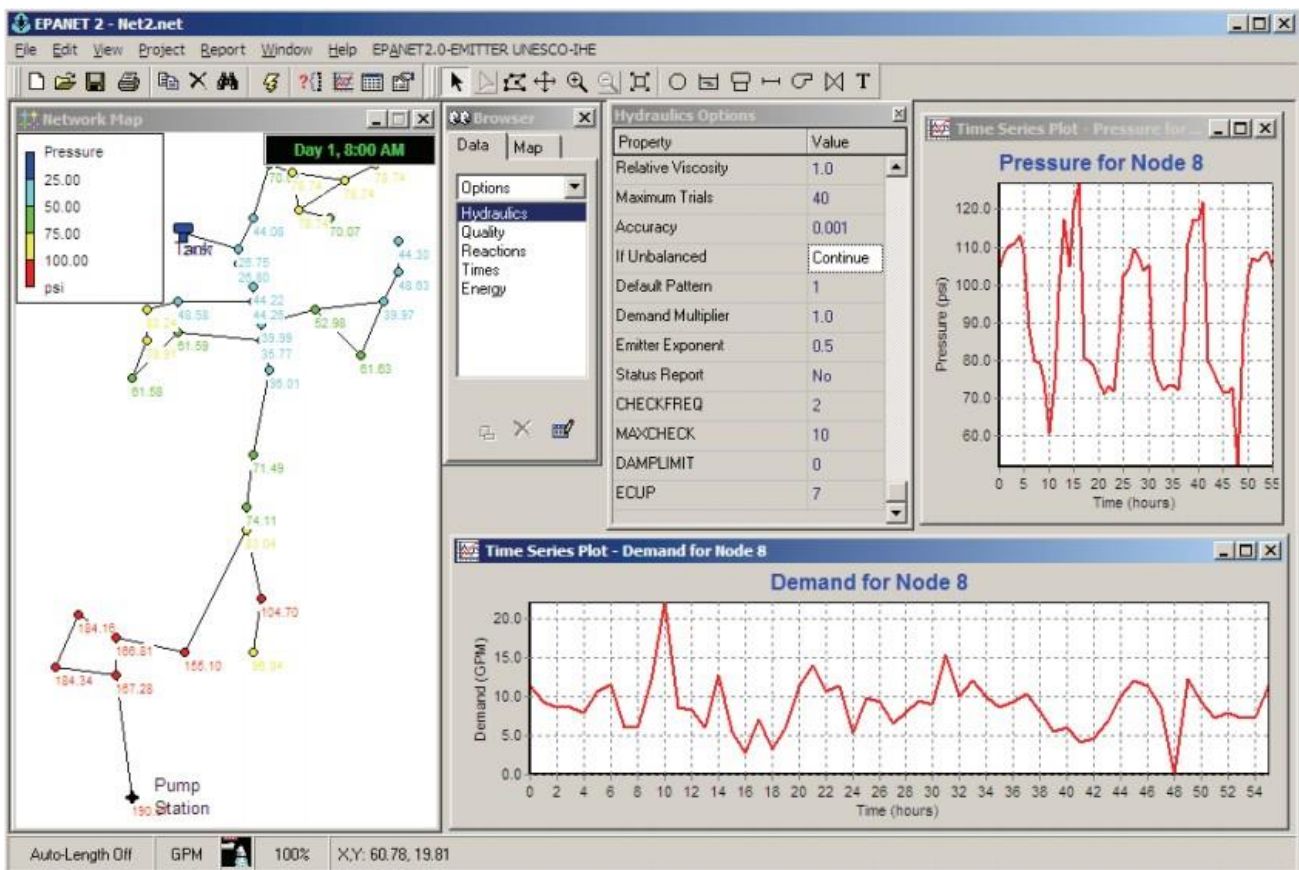 EPANET 2 - Net2.net
File Edit View Project Report Window Help EPANET2.0-EMITTER UNESCO-IHE
T
Network Map
Day 1, 8:00 AM
Pressure
25.00
50.00
75.00
100.00
psi
Tank
78.74
78.74
70.07
44.06
44.30
48.63
44.22
48.58
39.97
52.98
39.99
61.59
35.77
61.63
61.58
71.49
74.11
104.70
184.16
166.81
155.10
184.34
167.28
Pump
Station
Browser
Data Map
Options
Hydraulics
Quality
Reactions
Times
Energy
Hydraulics Options
Property Value
Relative Viscosity 1.0
Maximum Trials 40
Accuracy 0.001
If Unbalanced Continue
Default Pattern 1
Demand Multiplier 1.0
Emitter Exponent 0.5
Status Report No
CHECKFREQ 2
MAXCHECK 10
DAMPLIMIT 0
ECUP 7
Time Series Plot - Pressure for ...
Pressure for Node 8
Pressure (psi)
120.0
110.0
100.0
90.0
80.0
70.0
60.0
0 5 10 15 20 25 30 35 40 45 50 55
Time (hours)
Time Series Plot - Demand for Node 8
Demand for Node 8
Demand (GPM)
20.0
15.0
10.0
5.0
0.0
0 2 4 6 8 10 12 14 16 18 20 22 24 26 28 30 32 34 36 38 40 42 44 46 48 50 52 54
Time (hours)
Auto-Length Off GPM 100% X,Y: 60.78, 19.81